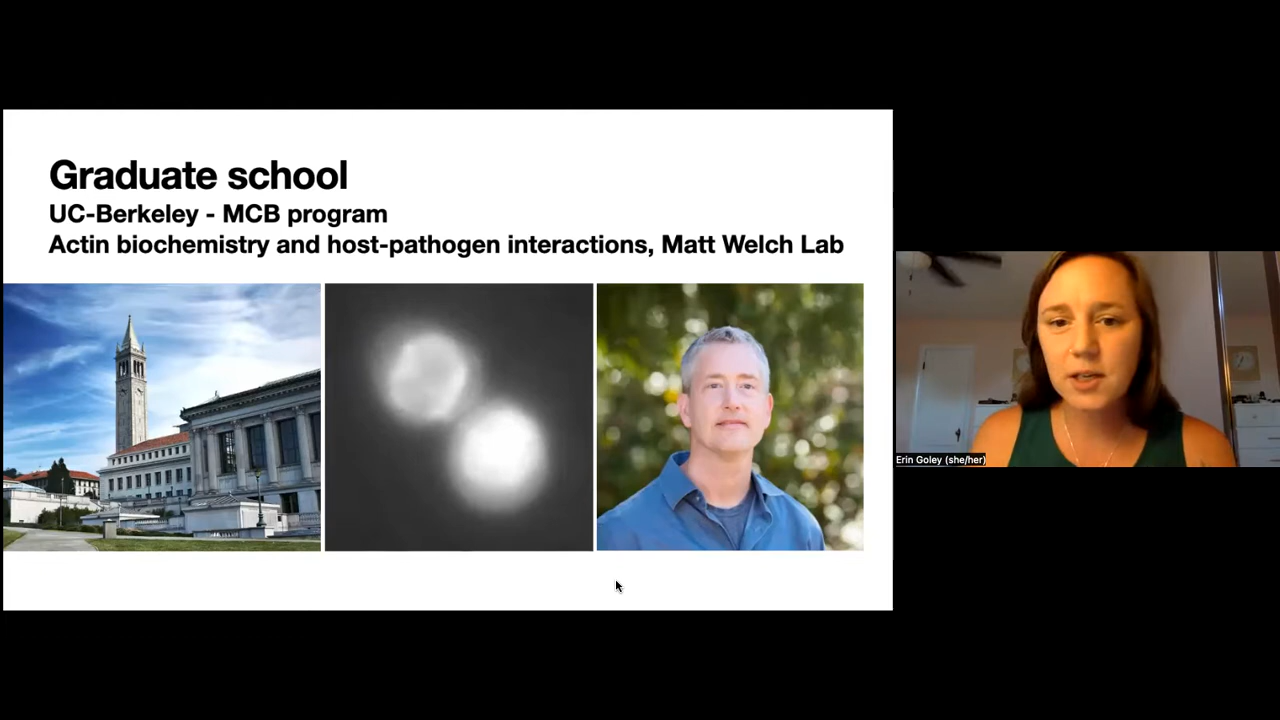 Graduate school
UC-Berkeley - MCB program
Actin biochemistry and host-pathogen interactions, Matt Welch Lab
Erin Goley (she/her)